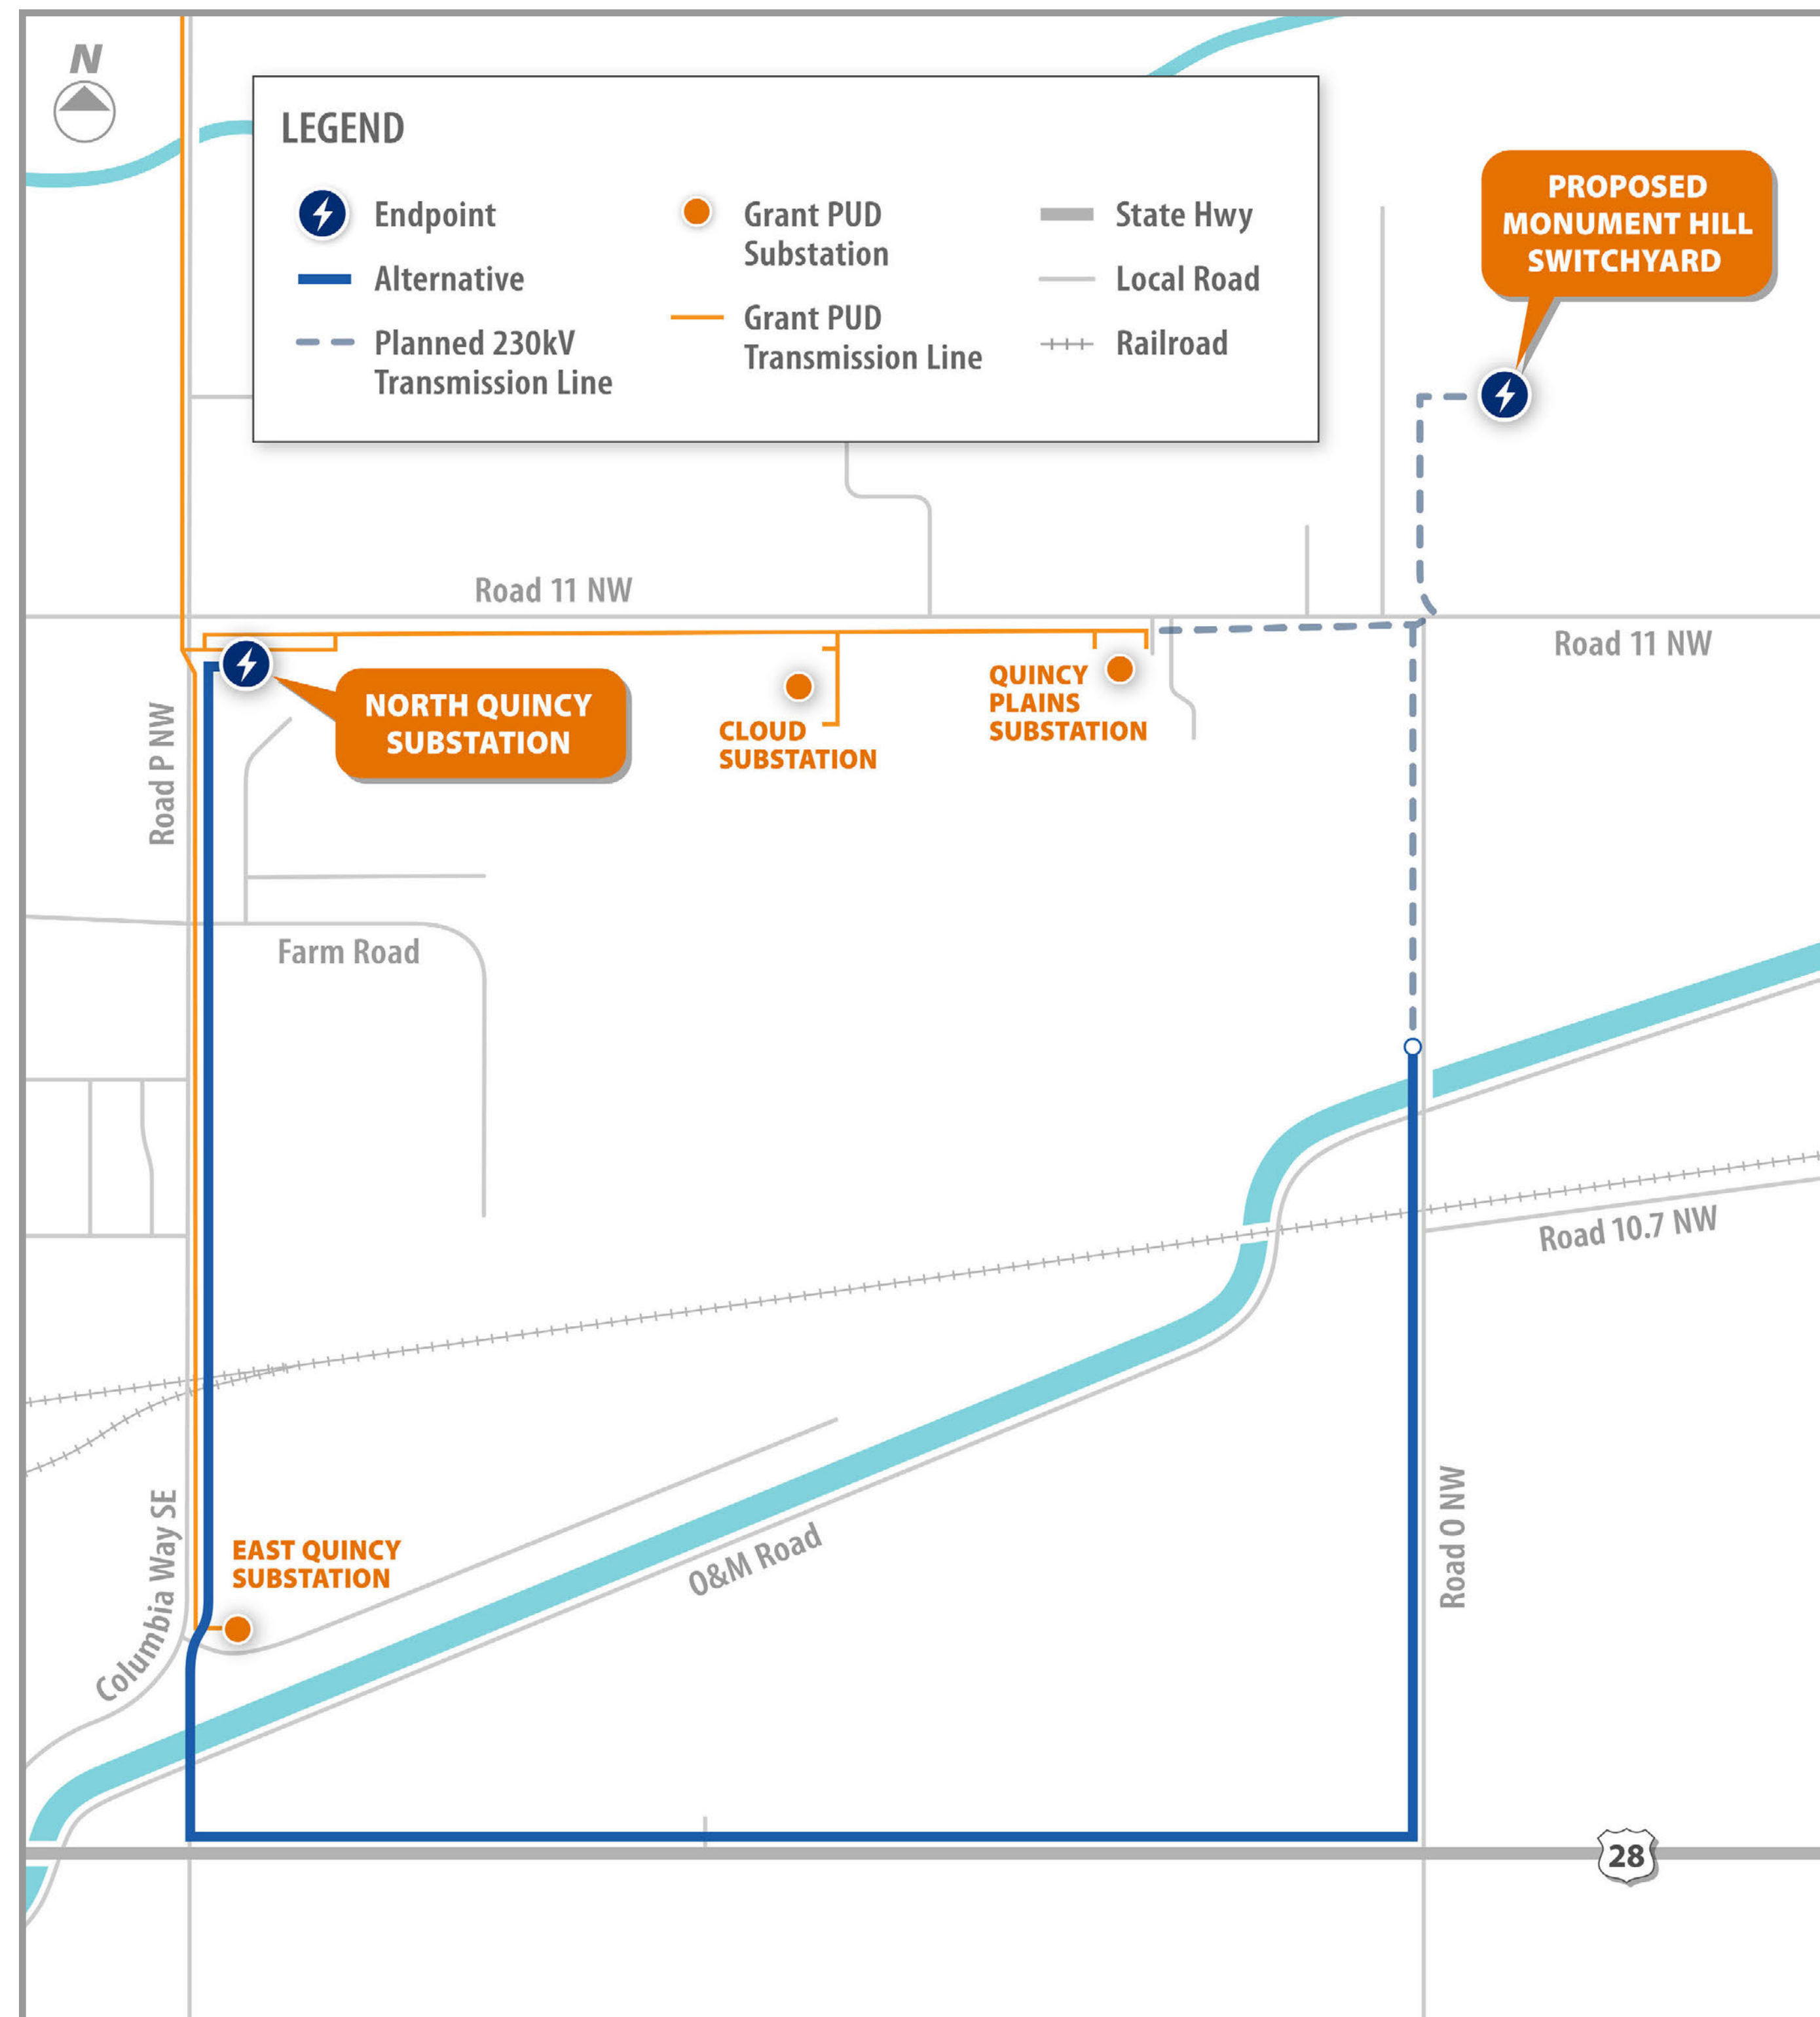 N
LEGEND
Endpoint
Alternative
Planned 230kV
Transmission Line
Grant PUD
Substation
Grant PUD
Transmission Line
State Hwy
Local Road
Railroad
PROPOSED
MONUMENT HILL
SWITCHYARD
Road 11 NW
Road 11 NW
NORTH QUINCY
SUBSTATION
CLOUD
SUBSTATION
QUINCY
PLAINS
SUBSTATION
Road P NW
Farm Road
Road 10.7 NW
Columbia Way SE
EAST QUINCY
SUBSTATION
O&M Road
Road O NW
28